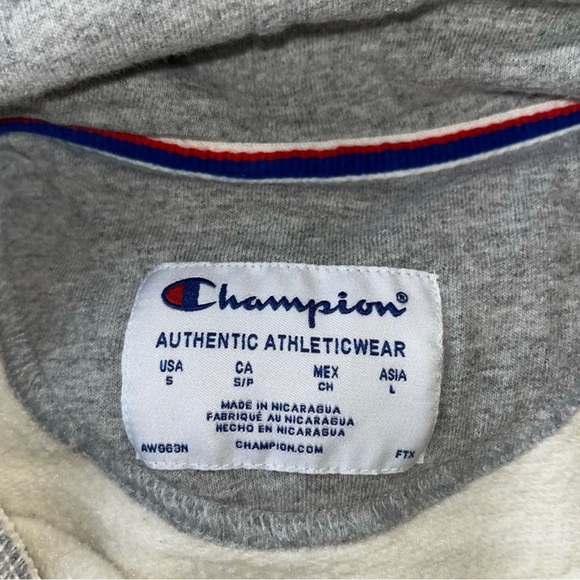 Champion®
AUTHENTIC ATHLETICWEAR
USA CA MEX ASIA
S S/P CH L
MADE IN NICARAGUA
FABRIQUÉ AU NICARAGUA
HECHO EN NICARAGUA
AWG63N CHAMPION.COM FTX